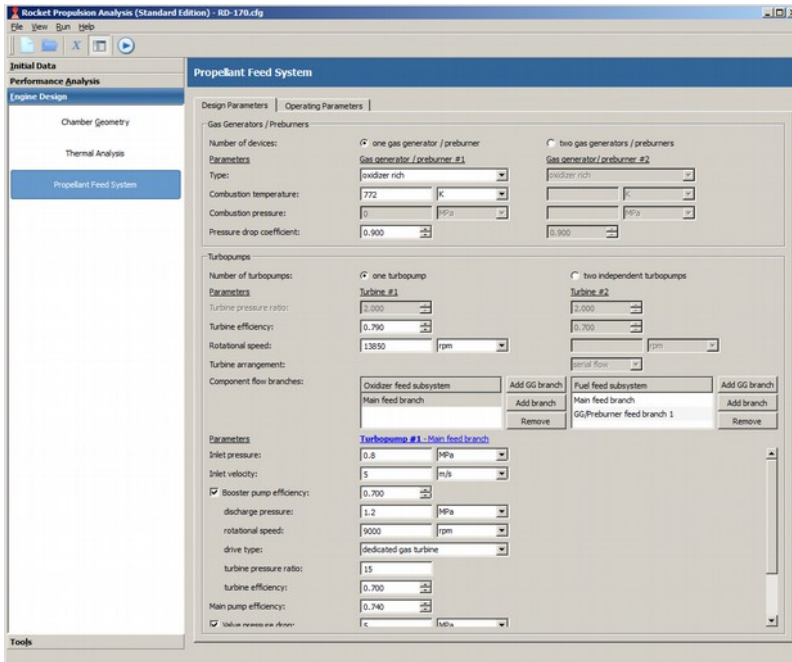 Rocket Propulsion Analysis (Standard Edition) - RD-170.cfg
File View Run Help
Initial Data
Performance Analysis
Engine Design
Chamber Geometry
Thermal Analysis
Propellant Feed System
Tools
Propellant Feed System
Design Parameters Operating Parameters
Gas Generators / Preburners
Number of devices: one gas generator / preburner two gas generators / preburners
Parameters Gas generator / preburner #1 Gas generator/ preburner #2
Type: oxidizer rich oxidizer rich
Combustion temperature: 772 K K
Combustion pressure: 0 MPa MPa
Pressure drop coefficient: 0.900 0.900
Turbopumps
Number of turbopumps: one turbopump two independent turbopumps
Parameters Turbine #1 Turbine #2
Turbine pressure ratio: 2.000 2.000
Turbine efficiency: 0.790 0.700
Rotational speed: 13850 rpm rpm
Turbine arrangement: serial flow
Component flow branches: Oxidizer feed subsystem Add GG branch Fuel feed subsystem Add GG branch
Main feed branch Add branch Main feed branch Add branch
Remove GG/Preburner feed branch 1 Remove
Parameters Turbopump #1 - Main feed branch
Inlet pressure: 0.8 MPa
Inlet velocity: 5 m/s
Booster pump efficiency: 0.700
discharge pressure: 1.2 MPa
rotational speed: 9000 rpm
drive type: dedicated gas turbine
turbine pressure ratio: 15
turbine efficiency: 0.700
Main pump efficiency: 0.740
Valve pressure drop: 5 MPa